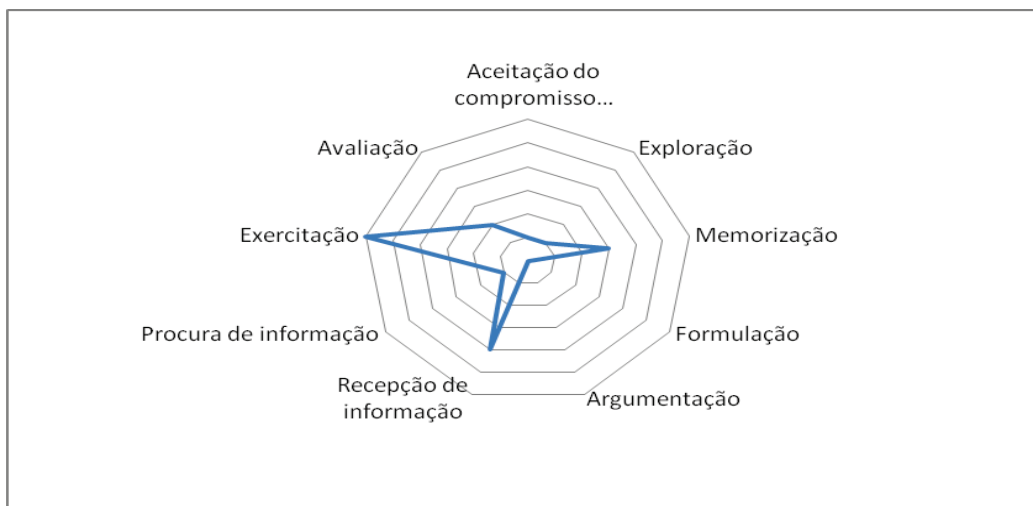 Aceitação do
compromisso...
Exploração
Memorização
Formulação
Argumentação
Recepção de
informação
Procura de informação
Exercitação
Avaliação